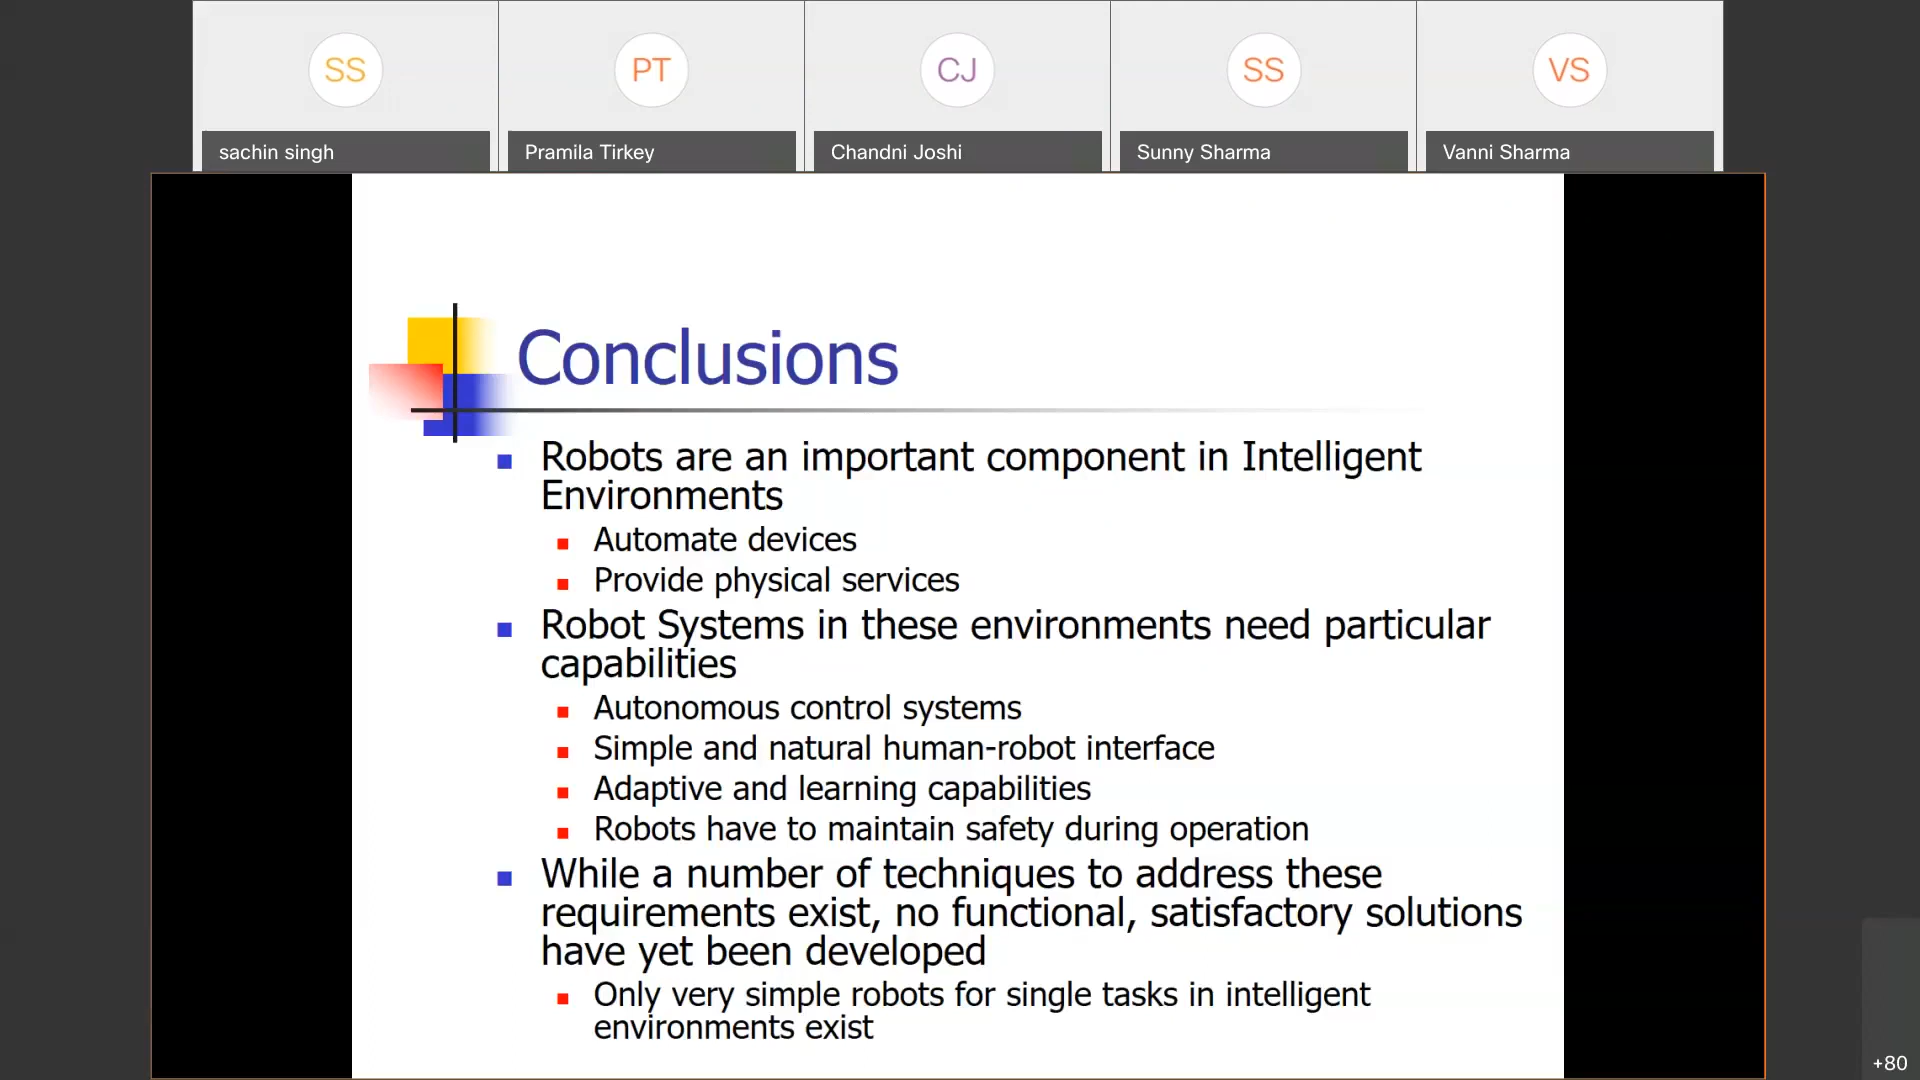 SS
PT
CJ
SS
VS
sachin singh
Pramila Tirkey
Chandni Joshi
Sunny Sharma
Vanni Sharma
Conclusions
Robots are an important component in Intelligent
Environments
Automate devices
Provide physical services
Robot Systems in these environments need particular
capabilities
Autonomous control systems
Simple and natural human-robot interface
Adaptive and learning capabilities
Robots have to maintain safety during operation
While a number of techniques to address these
requirements exist, no functional, satisfactory solutions
have yet been developed
Only very simple robots for single tasks in intelligent
environments exist
+80